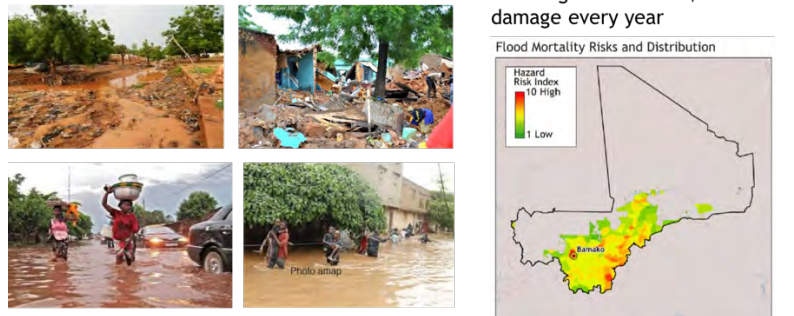 damage every year
Flood Mortality Risks and Distribution
Hazard
Risk Index
10 High
1 Low
Bamako
Photo amap